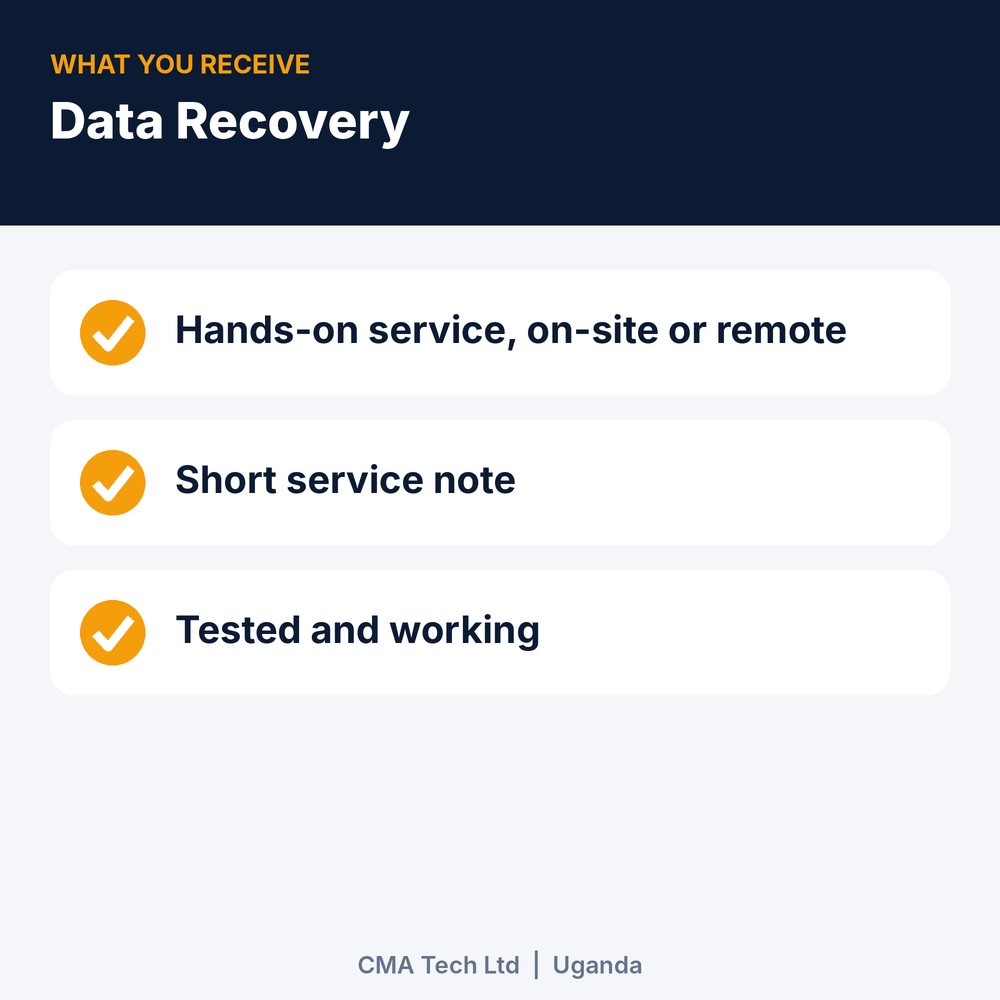 WHAT YOU RECEIVE
Data Recovery
Hands-on service, on-site or remote
Short service note
Tested and working
CMA Tech Ltd | Uganda